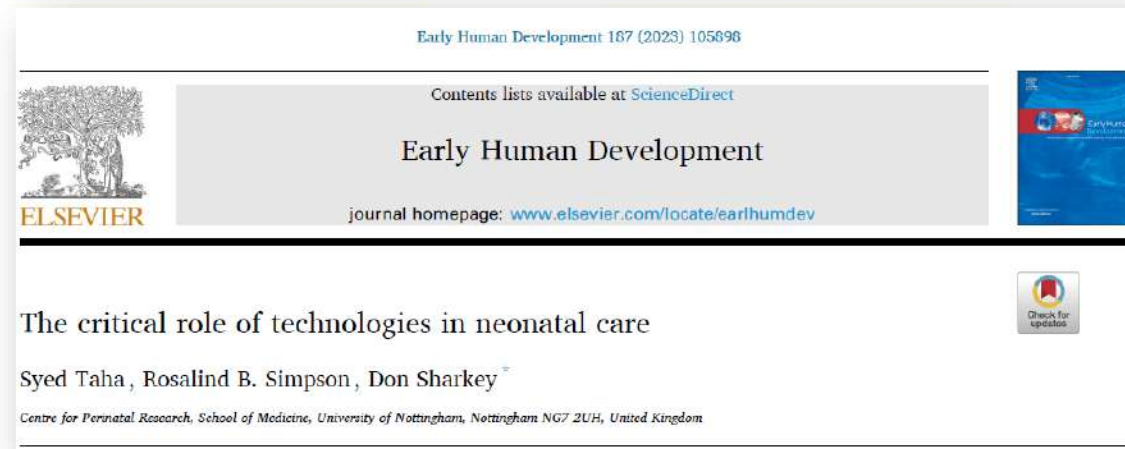 Early Human Development 187 (2023) 105898
Contents lists available at ScienceDirect
Early Human Development
journal homepage: www.elsevier.com/locate/earlhumdev
ELSEVIER
Check for
updates
The critical role of technologies in neonatal care
Syed Taha, Rosalind B. Simpson, Don Sharkey *
Centre for Perinatal Research, School of Medicine, University of Nottingham, Nottingham NG7 2UH, United Kingdom